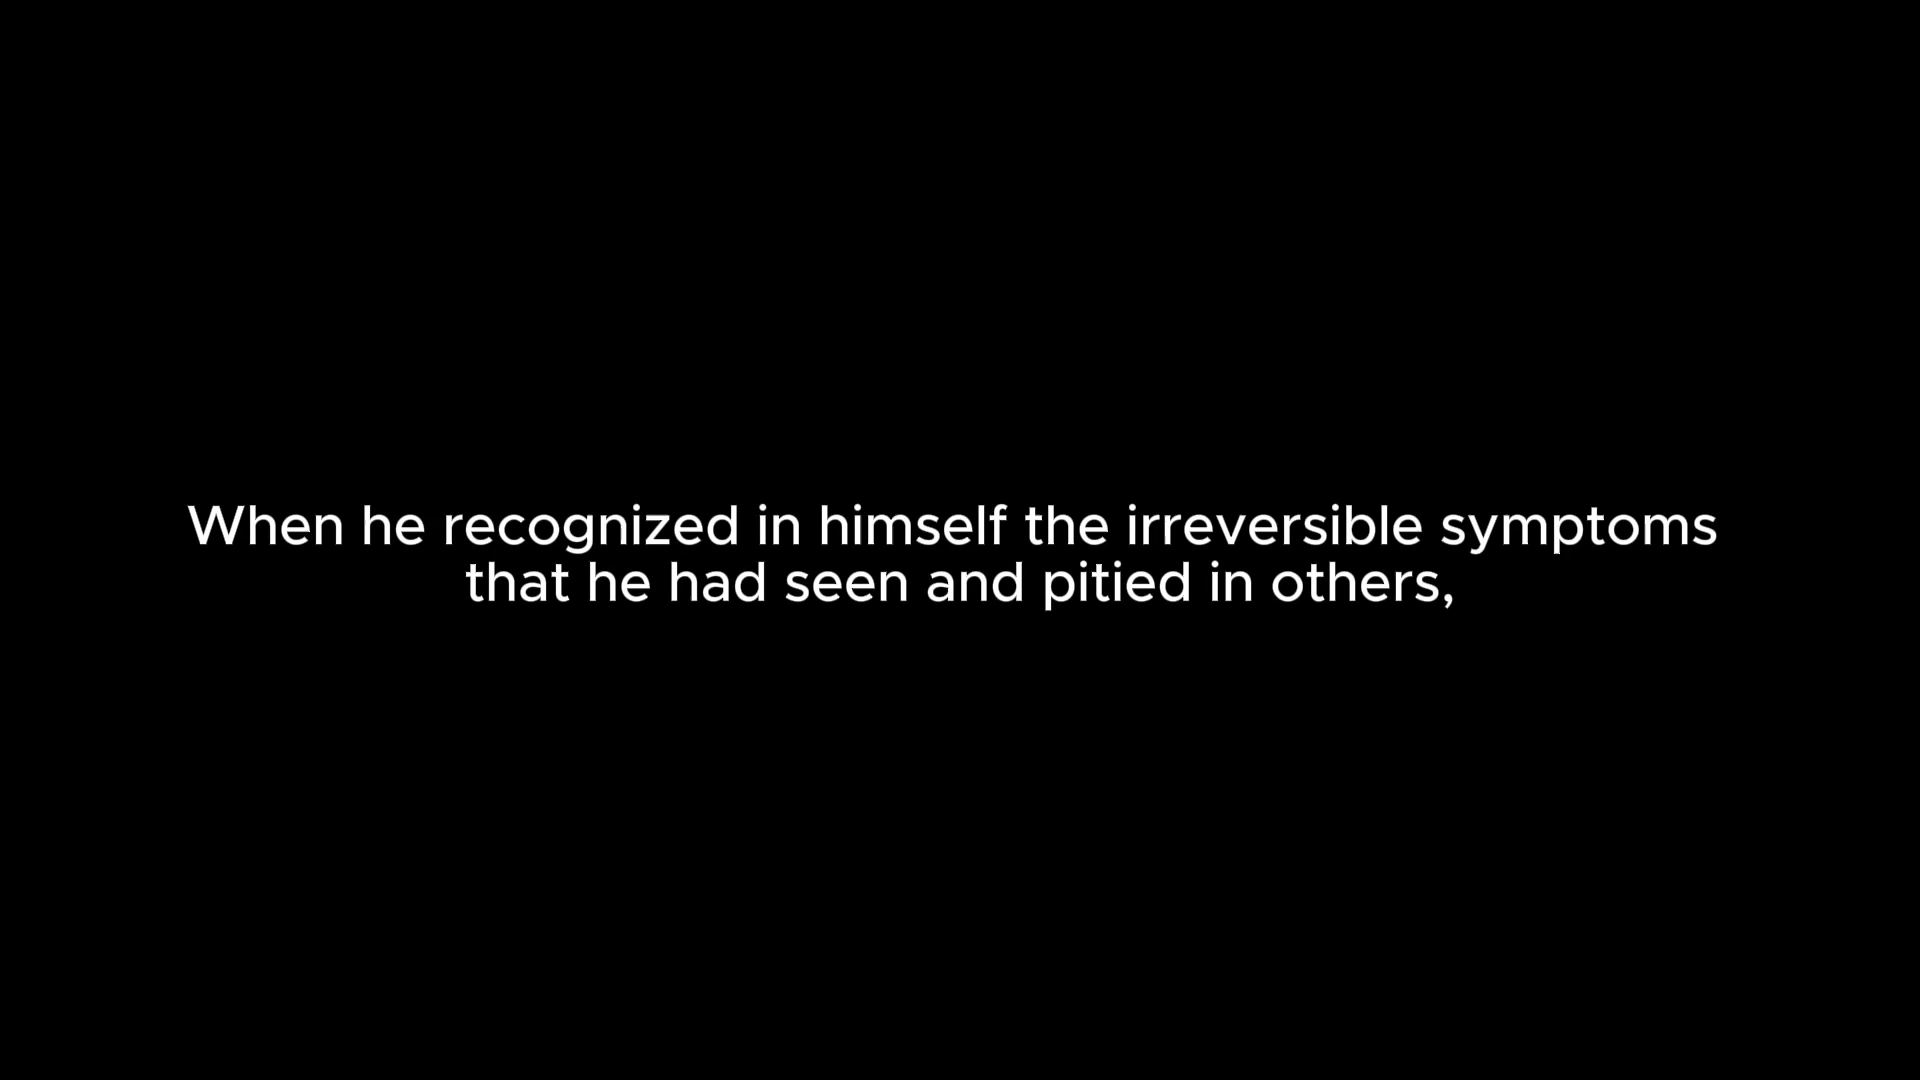 When he recognized in himself the irreversible symptoms
that he had seen and pitied in others,